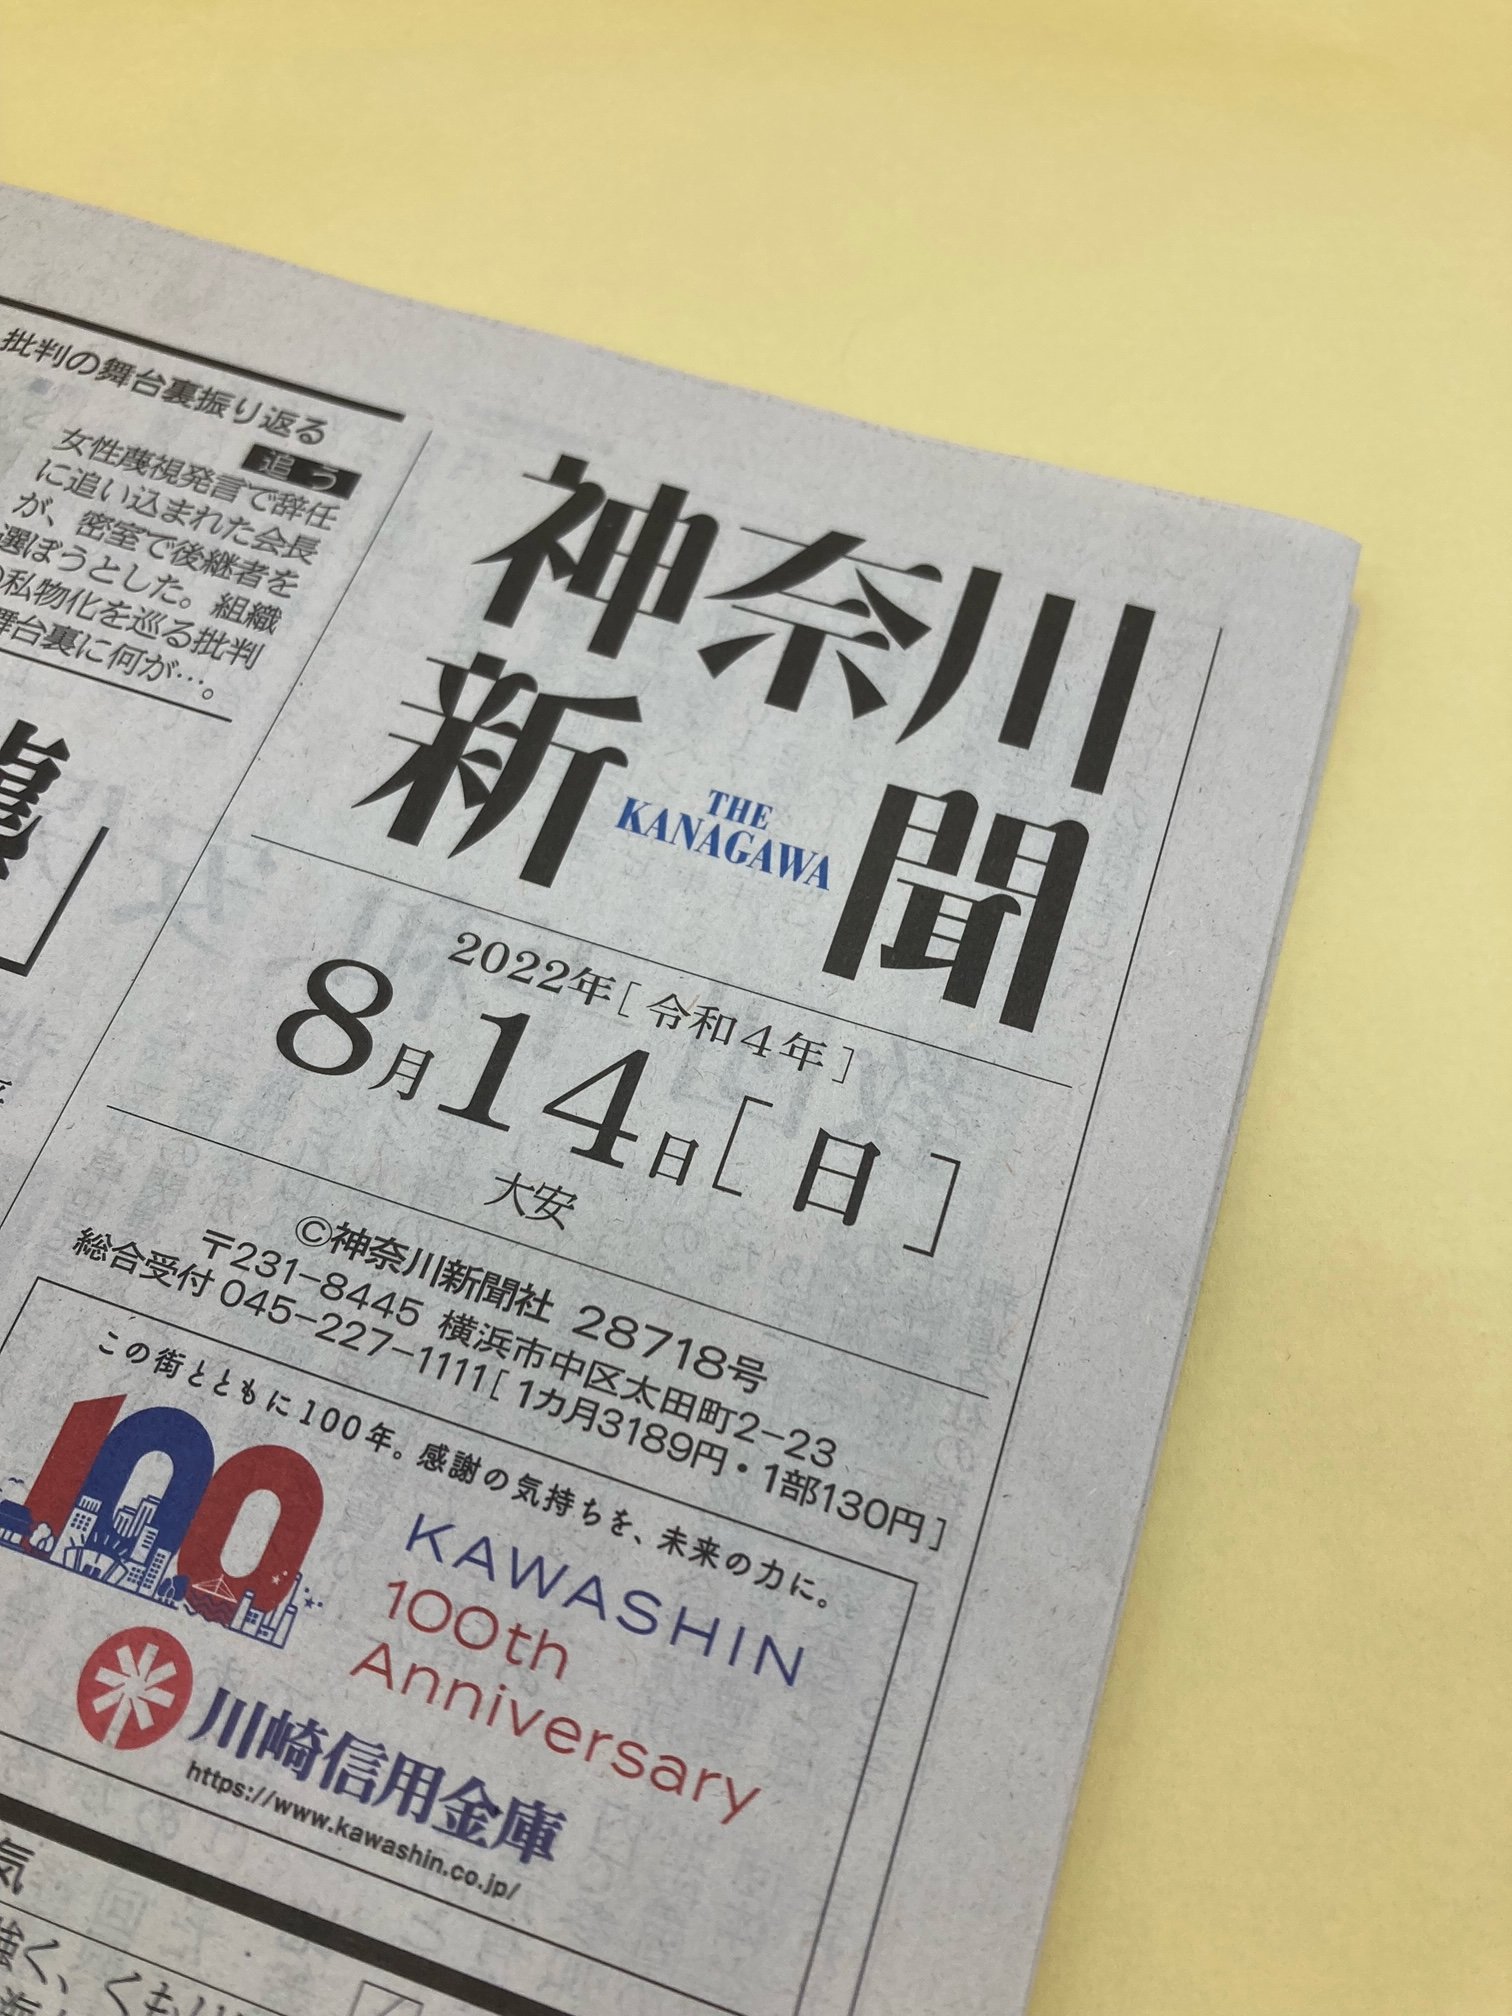 神奈川
新聞
THE
KANAGAWA
2022年[令和4年]
8月14日[日]
大安
©神奈川新聞社 28718号
〒231-8445 横浜市中区太田町2-23
総合受付 045-227-1111[1カ月3189円・1部130円]
この街とともに100年。感謝の気持ちを、未来の力に。
100
KAWASHIN
100th
Anniversary
川崎信用金庫
https://www.kawashin.co.jp/
批判の舞台裏振り返る
追う
女性蔑視発言で辞任
に追い込まれた会長
が、密室で後継者を
選ぼうとした。組織
の私物化を巡る批判
舞台裏に何が…。
気
強く、くもり